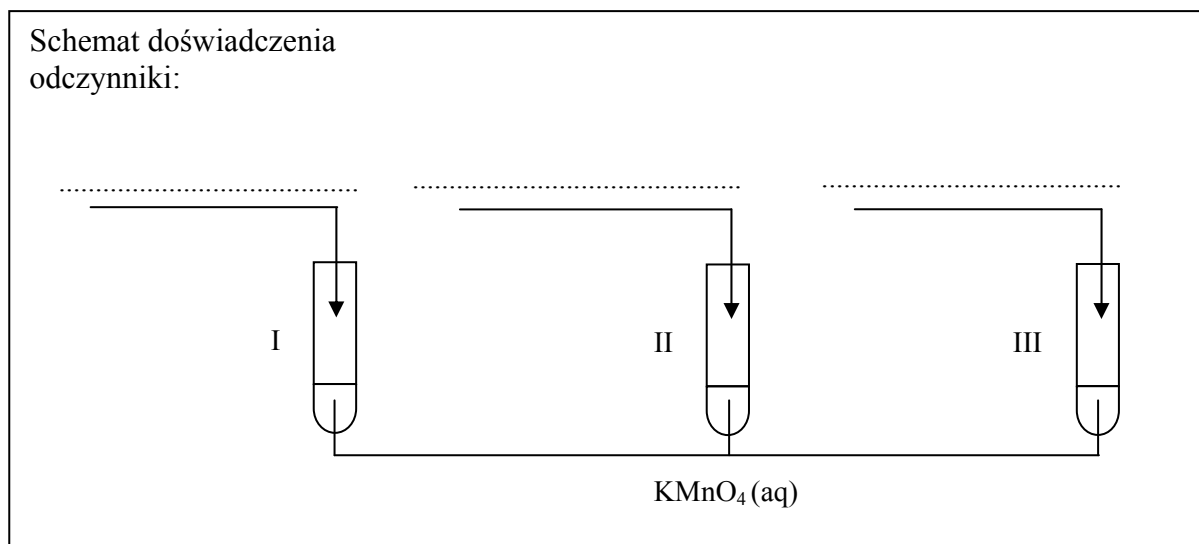 Schemat doświadczenia
odczynniki:
I
II
III
KMnO₄ (aq)